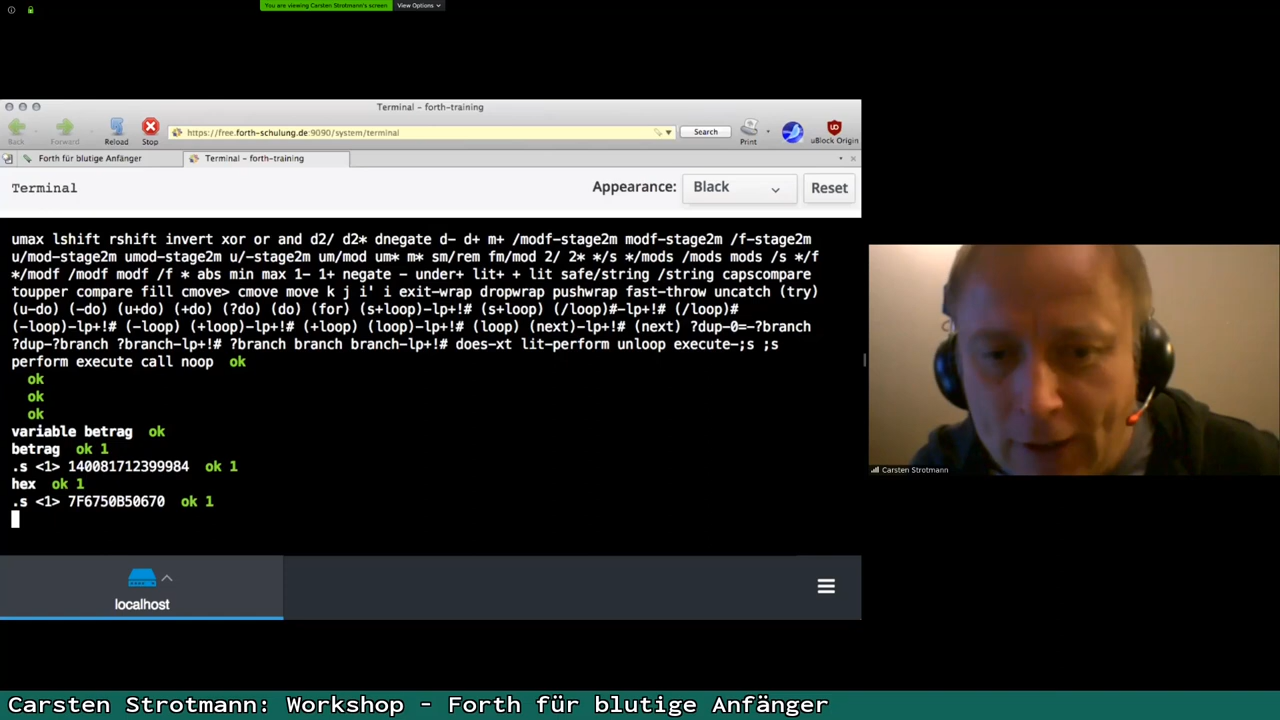 You are viewing Carsten Strotmann's screen View Options
Terminal - forth-training
Back Forward Reload Stop https://free.forth-schulung.de:9090/system/terminal Search Print uBlock Origin
Forth für blutige Anfänger Terminal - forth-training
Terminal Appearance: Black Reset
umax lshift rshift invert xor or and d2/ d2* dnegate d- d+ m+ /modf-stage2m modf-stage2m /f-stage2m
u/mod-stage2m umod-stage2m u/-stage2m um/mod um* m* sm/rem fm/mod 2/ 2* */s */mods /mods mods /s */f
*/modf /modf modf /f * abs min max 1- 1+ negate - under+ lit+ + lit safe/string /string capscompare
toupper compare fill cmove> cmove move k j i' i exit-wrap dropwrap pushwrap fast-throw uncatch (try)
(u-do) (-do) (u+do) (+do) (?do) (do) (for) (s+loop)-lp+!# (s+loop) (/loop)#-lp+!# (/loop)#
(-loop)-lp+!# (-loop) (+loop)-lp+!# (+loop) (loop)-lp+!# (loop) (next)-lp+!# (next) ?dup-0=-?branch
?dup-?branch ?branch-lp+!# ?branch branch branch-lp+!# does-xt lit-perform unloop execute-;s ;s
perform execute call noop ok
ok
ok
ok
variable betrag ok
betrag ok 1
.s <1> 140081712399984 ok 1
hex ok 1
.s <1> 7F6750B50670 ok 1
localhost
Carsten Strotmann
Carsten Strotmann: Workshop - Forth für blutige Anfänger